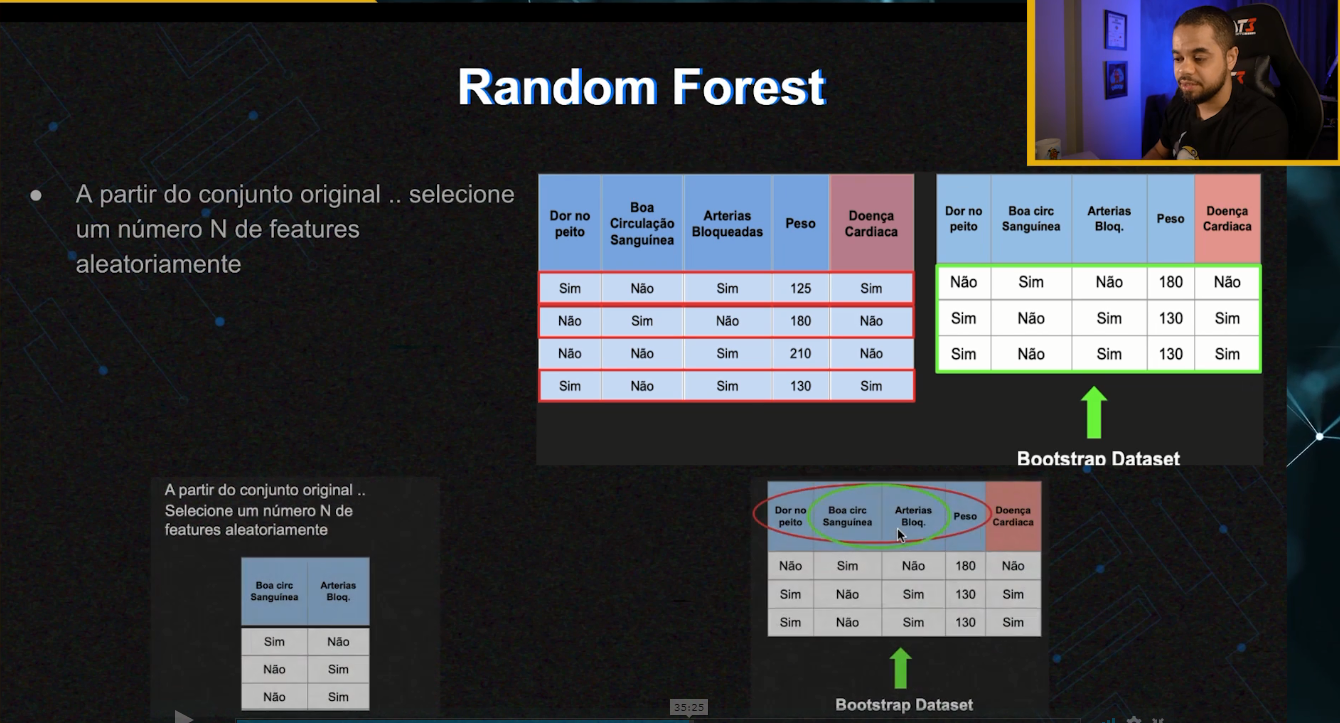 Random Forest
● A partir do conjunto original .. selecione
um número N de features
aleatoriamente
Dor no peito Boa Circulação Sanguínea Arterias Bloqueadas Peso Doença Cardiaca
Sim Não Sim 125 Sim
Não Sim Não 180 Não
Não Não Sim 210 Não
Sim Não Sim 130 Sim
Dor no peito Boa circ Sanguínea Arterias Bloq. Peso Doença Cardiaca
Não Sim Não 180 Não
Sim Não Sim 130 Sim
Sim Não Sim 130 Sim
Bootstrap Dataset
A partir do conjunto original ..
Selecione um número N de
features aleatoriamente
Boa circ Sanguínea Arterias Bloq.
Sim Não
Não Sim
Não Sim
Dor no peito Boa circ Sanguínea Arterias Bloq. Peso Doença Cardiaca
Não Sim Não 180 Não
Sim Não Sim 130 Sim
Sim Não Sim 130 Sim
Bootstrap Dataset
35:25